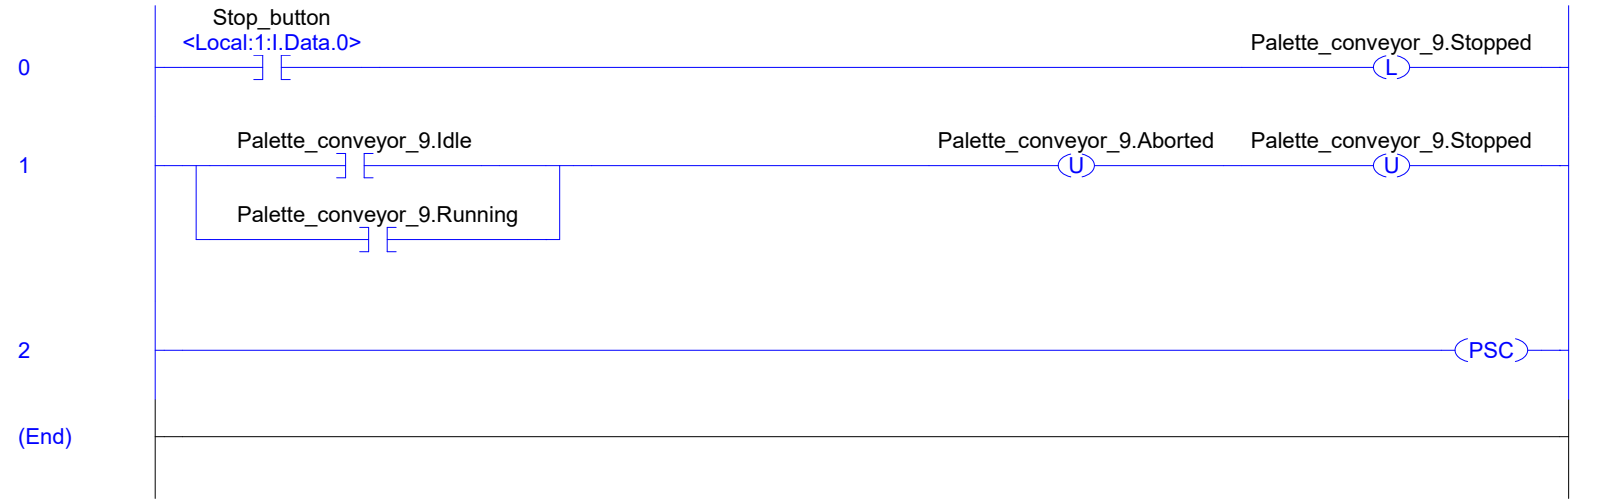 Stop_button
<Local:1:I.Data.0>
Palette_conveyor_9.Stopped
0
L
Palette_conveyor_9.Idle
Palette_conveyor_9.Aborted
Palette_conveyor_9.Stopped
1
U
U
Palette_conveyor_9.Running
2
PSC
(End)